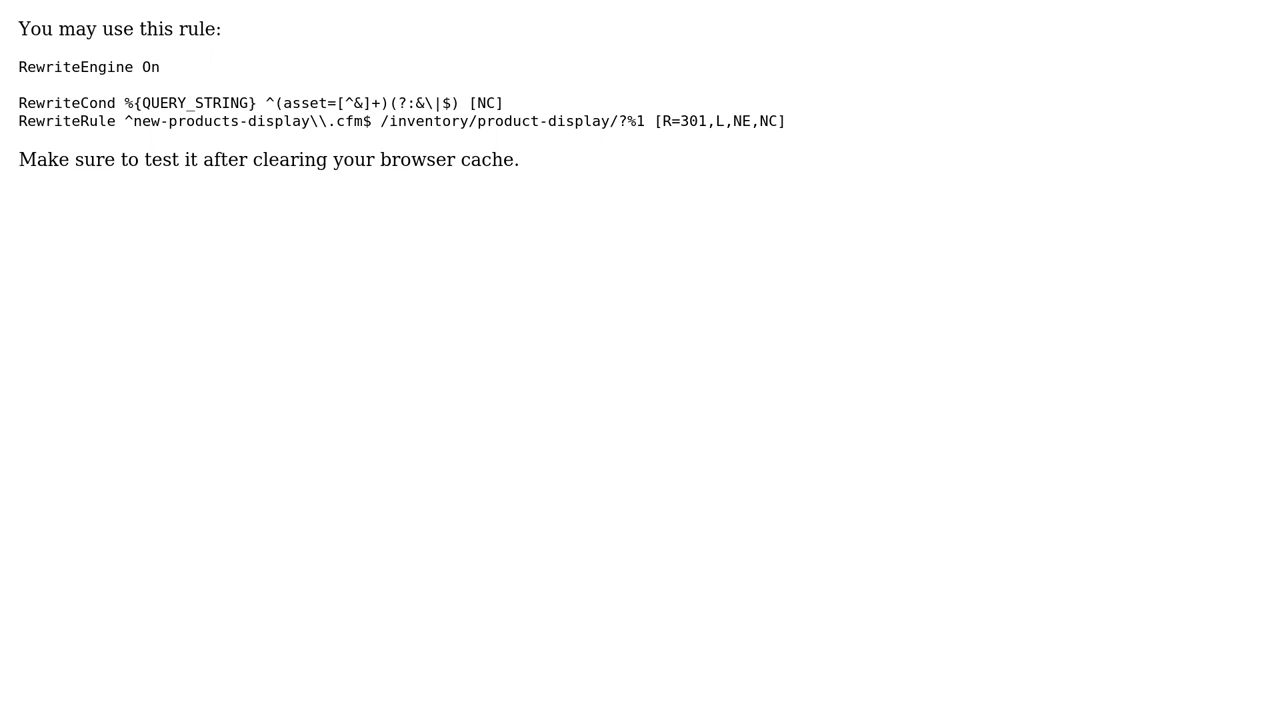 You may use this rule:
RewriteEngine On
RewriteCond %{QUERY_STRING} ^(asset=[^&]+)(?:&\|$) [NC]
RewriteRule ^new-products-display\\.cfm$ /inventory/product-display/?%1 [R=301,L,NE,NC]
Make sure to test it after clearing your browser cache.